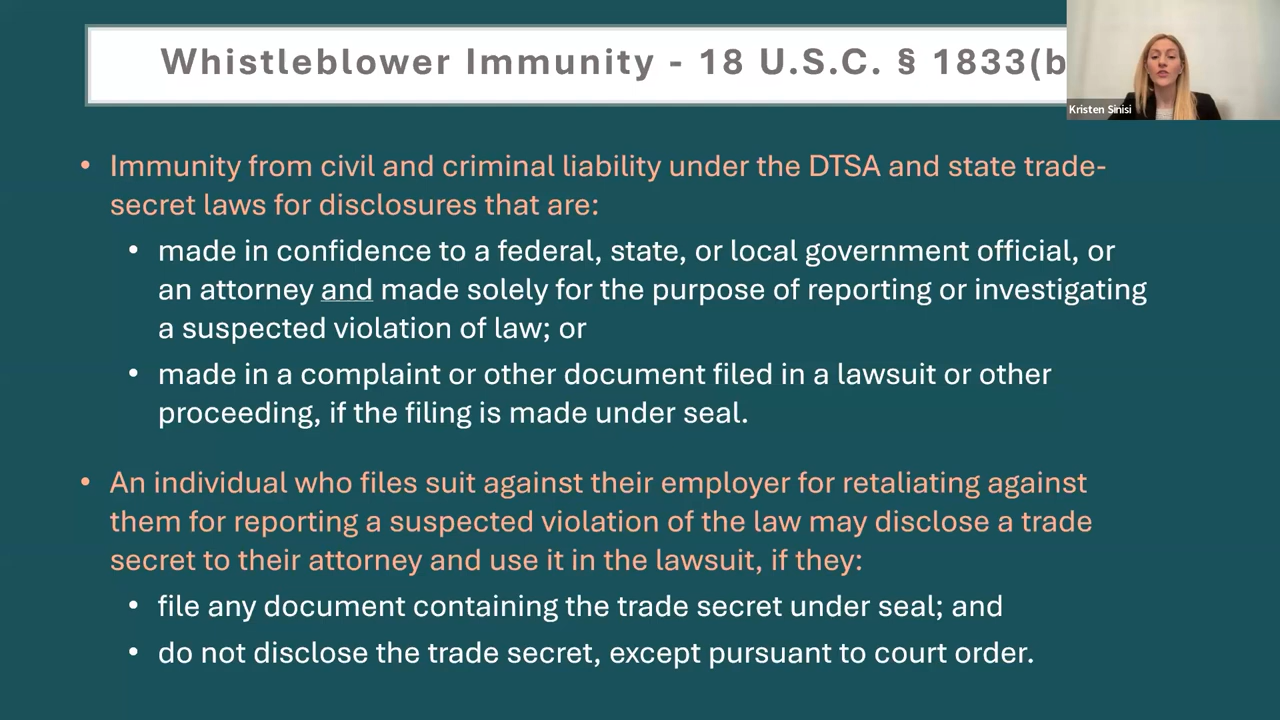 Whistleblower Immunity - 18 U.S.C. § 1833(b
Kristen Sinisi
• Immunity from civil and criminal liability under the DTSA and state trade-
secret laws for disclosures that are:
• made in confidence to a federal, state, or local government official, or
an attorney and made solely for the purpose of reporting or investigating
a suspected violation of law; or
• made in a complaint or other document filed in a lawsuit or other
proceeding, if the filing is made under seal.
• An individual who files suit against their employer for retaliating against
them for reporting a suspected violation of the law may disclose a trade
secret to their attorney and use it in the lawsuit, if they:
• file any document containing the trade secret under seal; and
• do not disclose the trade secret, except pursuant to court order.